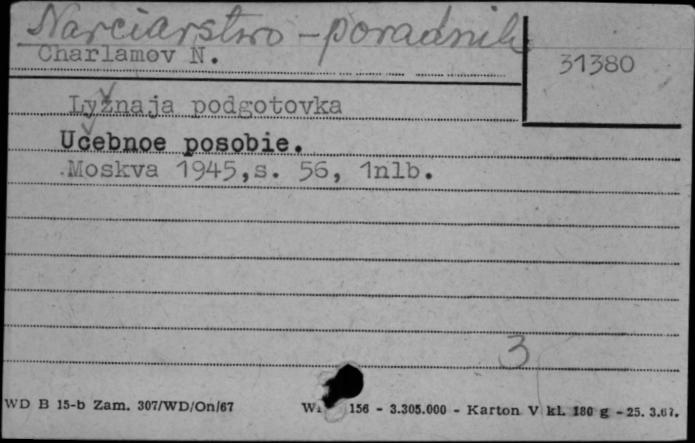 Narciarstwo - poradnik
Charlamov N.
31380
Lyžnaja podgotovka
Učebnoe posobie.
Moskva 1945,s. 56, 1nlb.
3
WD B 15-b Zam. 307/WD/On/67
156 - 3.305.000 - Karton V kl. 180 g - 25. 3.67.